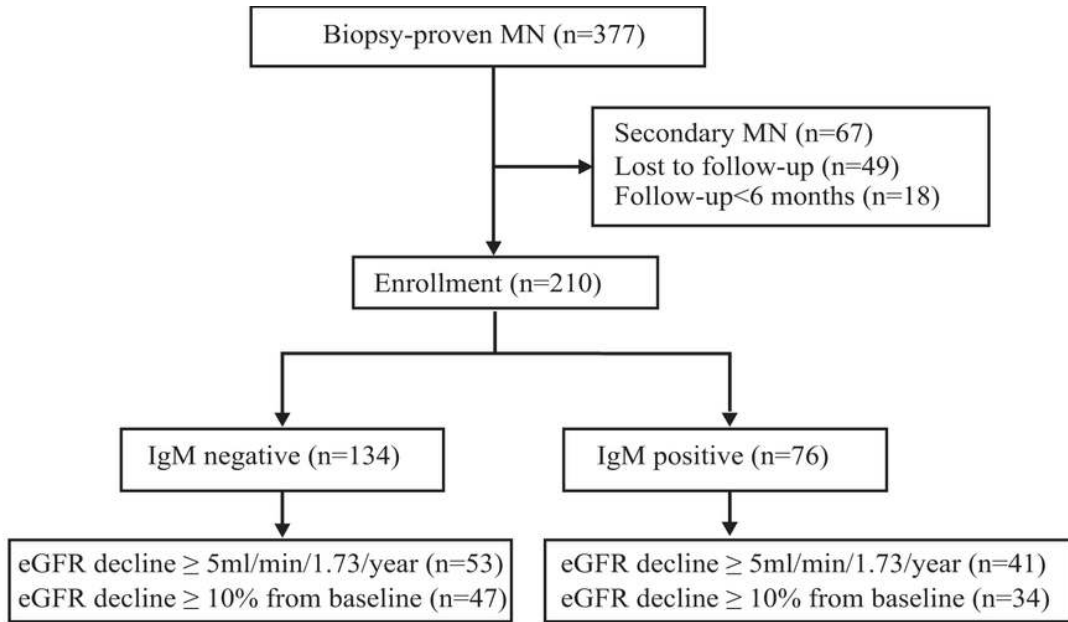 Biopsy-proven MN (n=377)
Secondary MN (n=67)
Lost to follow-up (n=49)
Follow-up<6 months (n=18)
Enrollment (n=210)
IgM negative (n=134)
IgM positive (n=76)
eGFR decline ≥ 5ml/min/1.73/year (n=53)
eGFR decline ≥ 10% from baseline (n=47)
eGFR decline ≥ 5ml/min/1.73/year (n=41)
eGFR decline ≥ 10% from baseline (n=34)